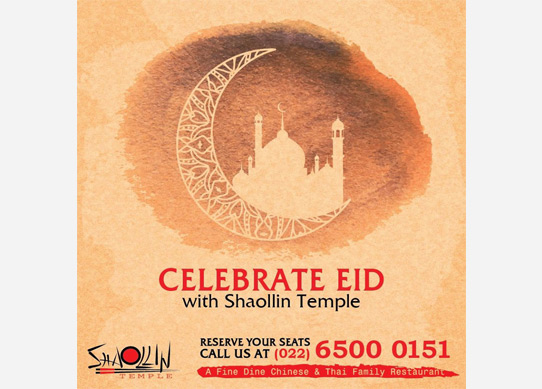 CELEBRATE EID
with Shaollin Temple
SHAOLLIN
TEMPLE
RESERVE YOUR SEATS
CALL US AT (022) 6500 0151
A Fine Dine Chinese & Thai Family Restaurant